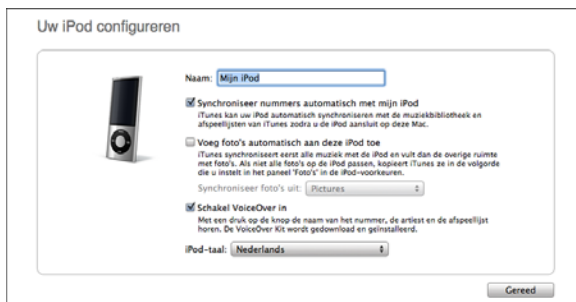 Uw iPod configureren
Naam: Mijn iPod
Synchroniseer nummers automatisch met mijn iPod
iTunes kan uw iPod automatisch synchroniseren met de muziekbibliotheek en
afspeellijsten van iTunes zodra u de iPod aansluit op deze Mac.
Voeg foto's automatisch aan deze iPod toe
iTunes synchroniseert eerst alle muziek met de iPod en vult dan de overige ruimte
met foto's. Als niet alle foto's op de iPod passen, kopieert iTunes ze in de volgorde
die u instelt in het paneel 'Foto's' in de iPod-voorkeuren.
Synchroniseer foto's uit: Pictures
Schakel VoiceOver in
Met een druk op de knop de naam van het nummer, de artiest en de afspeellijst
horen. De VoiceOver Kit wordt gedownload en geïnstalleerd.
iPod-taal: Nederlands
Gereed